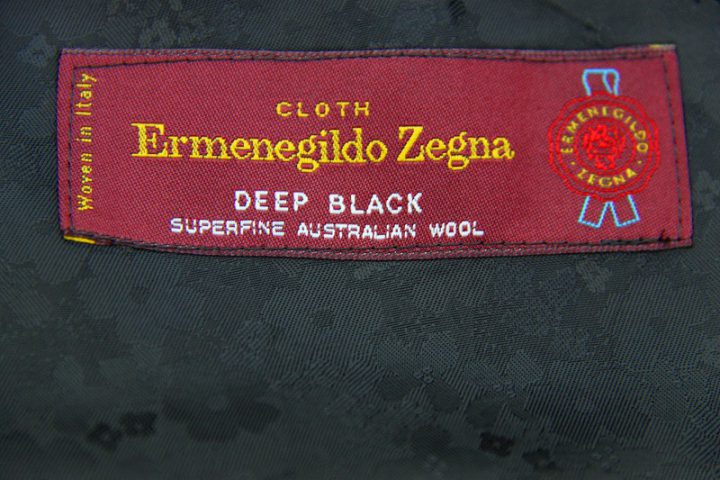 Woven in Italy
CLOTH
Ermenegildo Zegna
DEEP BLACK
SUPERFINE AUSTRALIAN WOOL
ERMENEGILDO
ZEGNA